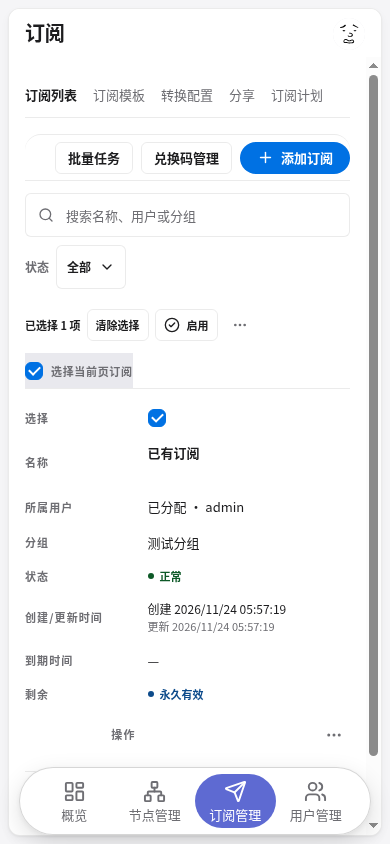 订阅
订阅列表 订阅模板 转换配置 分享 订阅计划
批量任务 兑换码管理 添加订阅
搜索名称、用户或分组
状态 全部
已选择 1 项 清除选择 启用
选择当前页订阅
选择
名称 已有订阅
所属用户 已分配 · admin
分组 测试分组
状态 正常
创建/更新时间 创建 2026/11/24 05:57:19
更新 2026/11/24 05:57:19
到期时间 —
剩余 永久有效
操作
概览 节点管理 订阅管理 用户管理